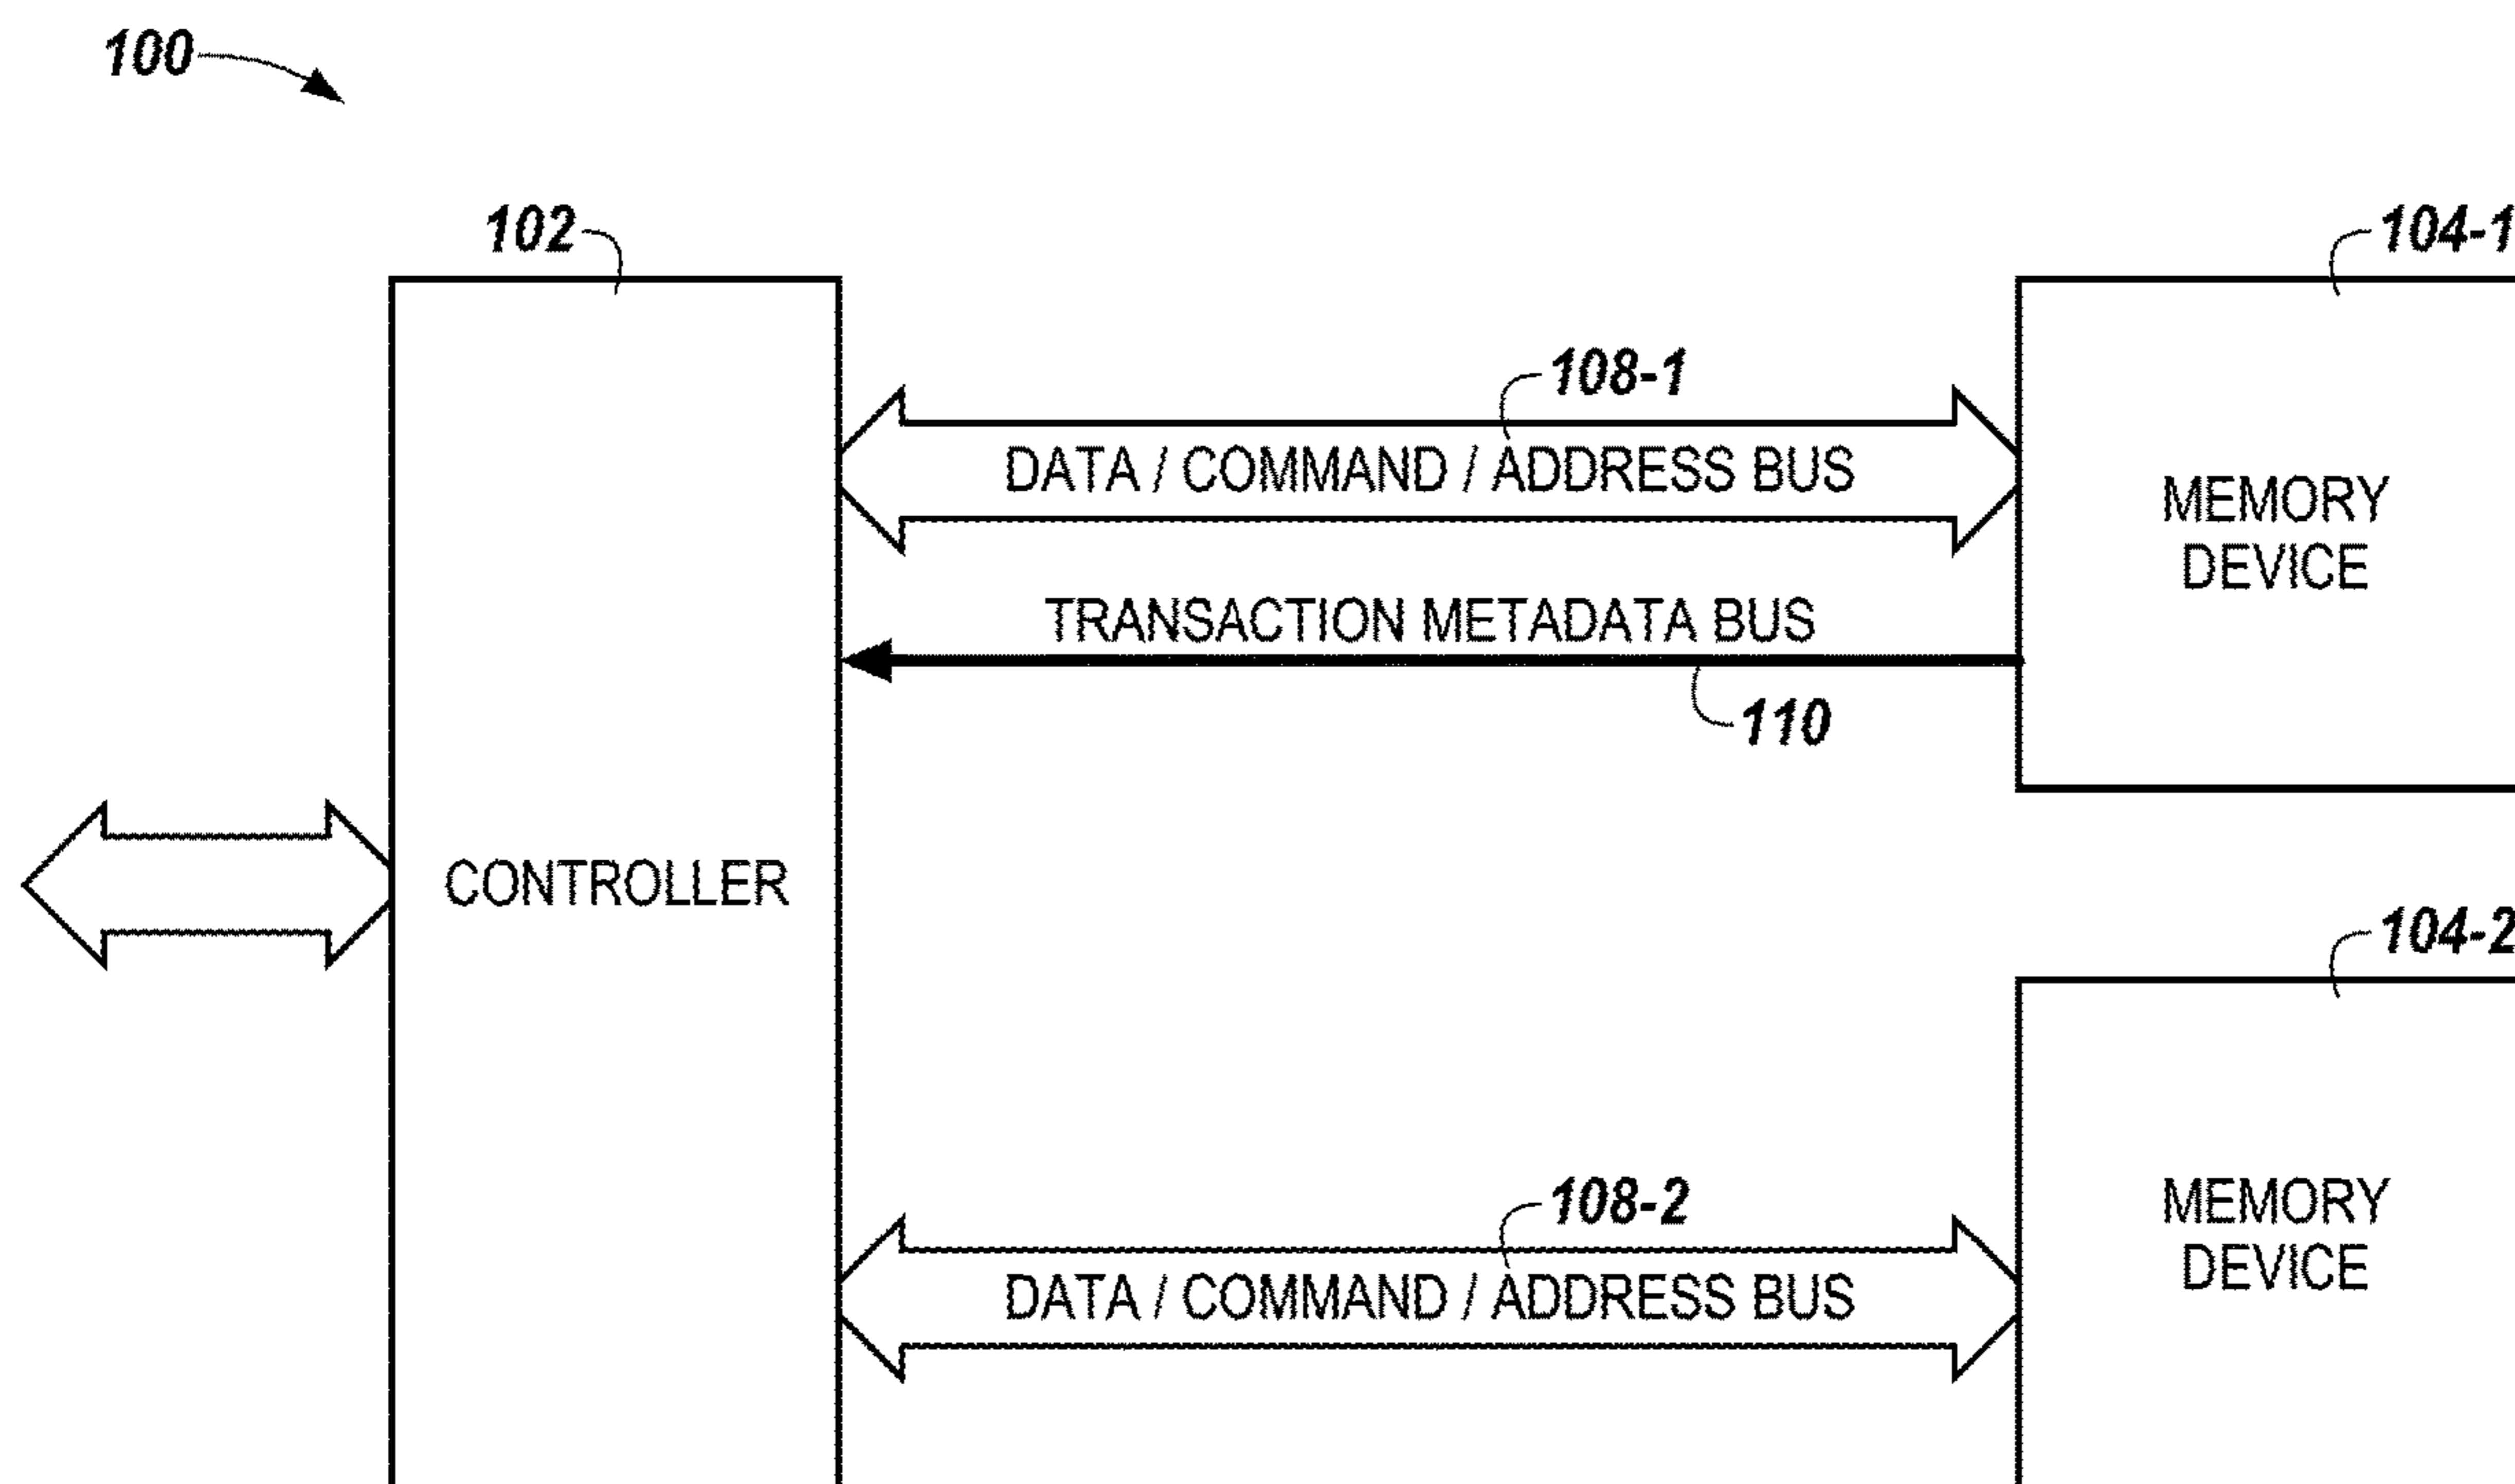 100
102
104-1
108-1
DATA / COMMAND / ADDRESS BUS
MEMORY
DEVICE
TRANSACTION METADATA BUS
110
CONTROLLER
104-2
108-2
DATA / COMMAND / ADDRESS BUS
MEMORY
DEVICE